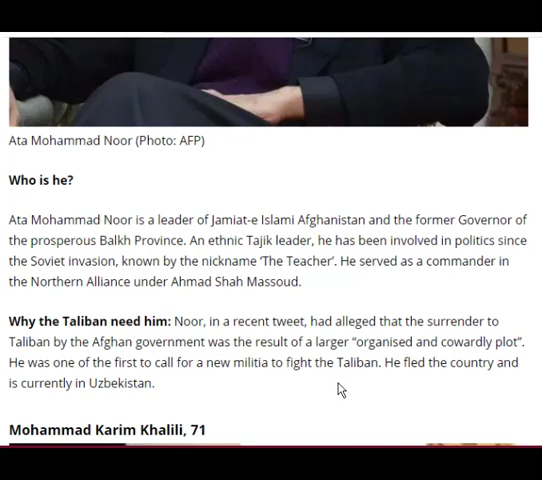 Ata Mohammad Noor (Photo: AFP)
Who is he?
Ata Mohammad Noor is a leader of Jamiat-e Islami Afghanistan and the former Governor of
the prosperous Balkh Province. An ethnic Tajik leader, he has been involved in politics since
the Soviet invasion, known by the nickname ‘The Teacher’. He served as a commander in
the Northern Alliance under Ahmad Shah Massoud.
Why the Taliban need him: Noor, in a recent tweet, had alleged that the surrender to
Taliban by the Afghan government was the result of a larger “organised and cowardly plot”.
He was one of the first to call for a new militia to fight the Taliban. He fled the country and
is currently in Uzbekistan.
Mohammad Karim Khalili, 71